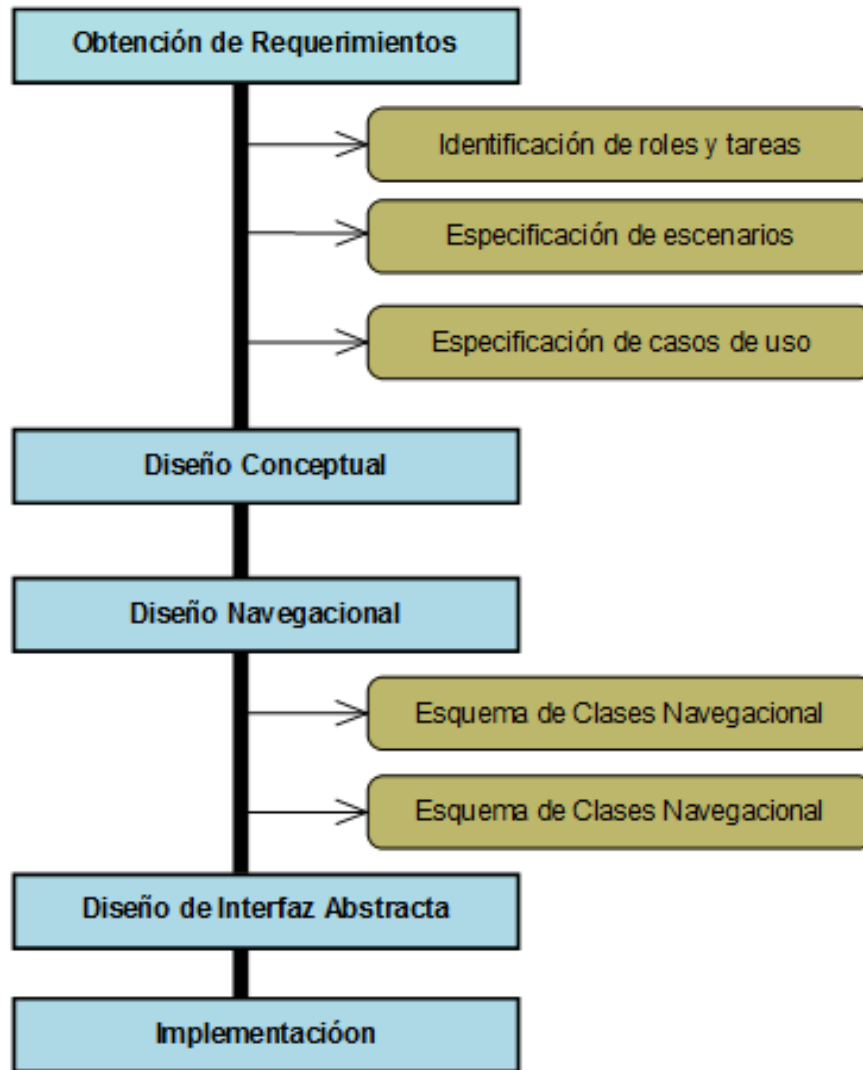 Obtención de Requerimientos
Identificación de roles y tareas
Especificación de escenarios
Especificación de casos de uso
Diseño Conceptual
Diseño Navegacional
Esquema de Clases Navegacional
Esquema de Clases Navegacional
Diseño de Interfaz Abstracta
Implementacióon